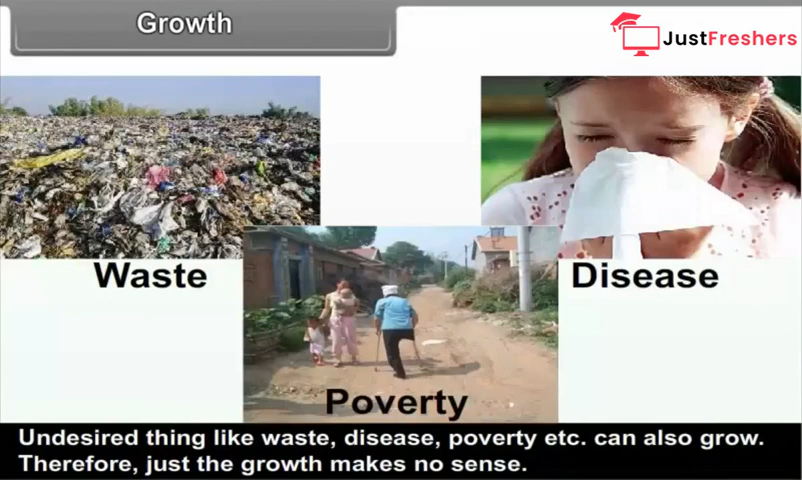 Growth
JustFreshers
Waste
Disease
Poverty
Undesired thing like waste, disease, poverty etc. can also grow.
Therefore, just the growth makes no sense.